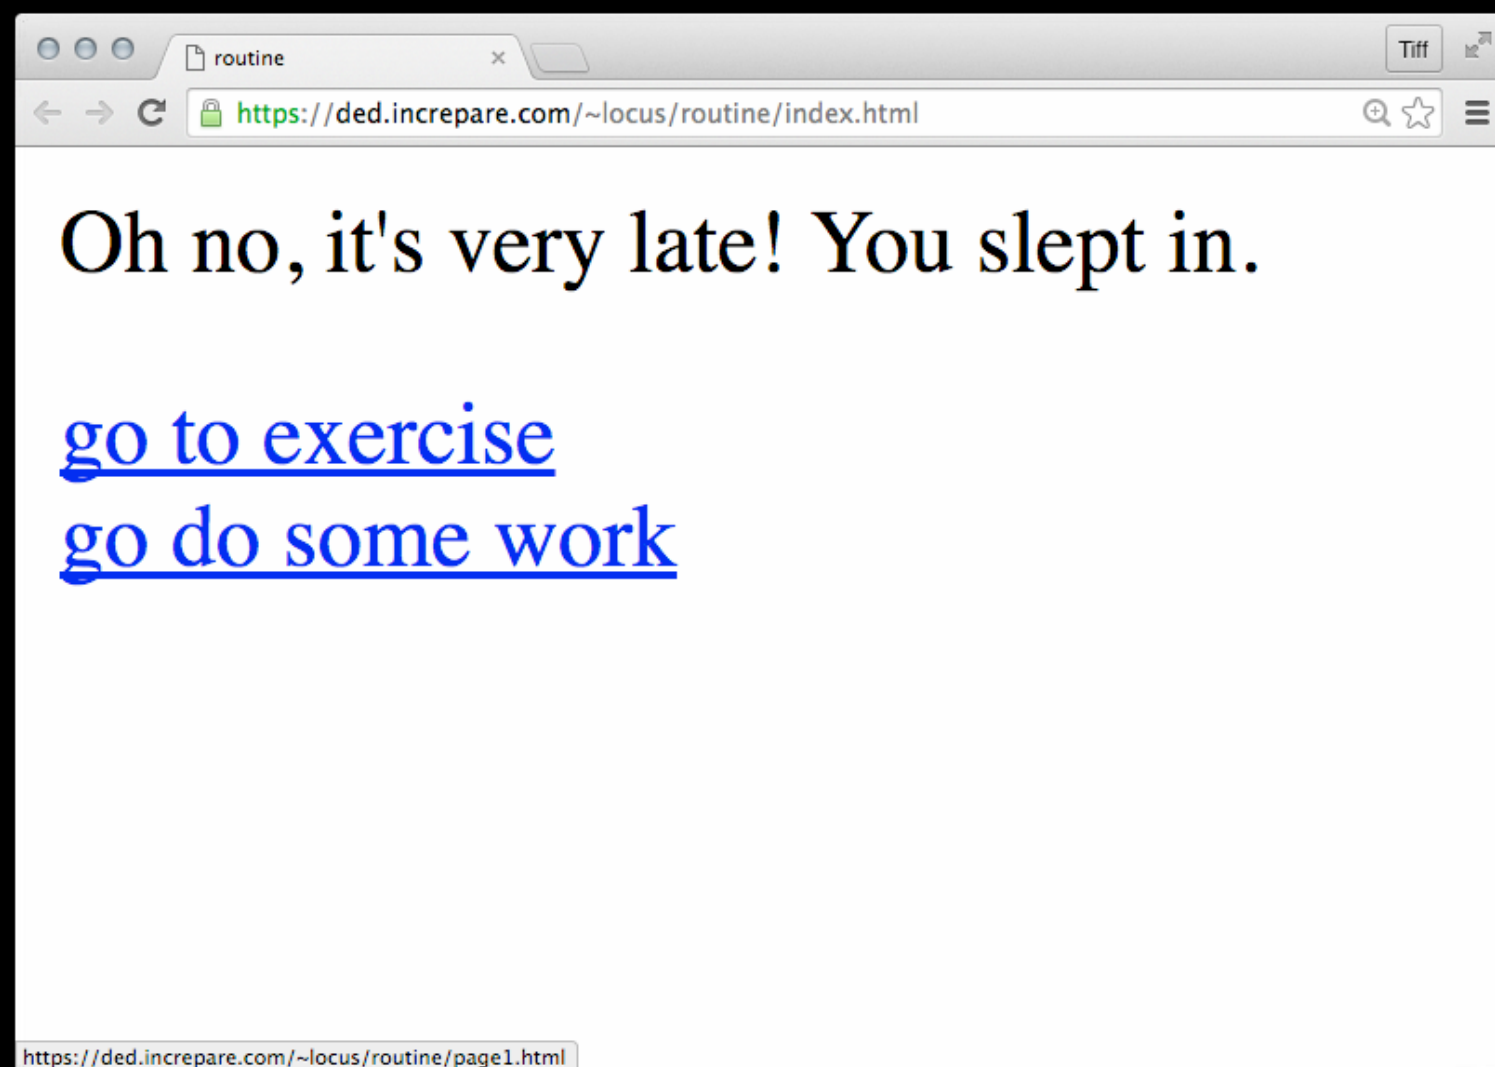 routine
Tiff
https://ded.increpare.com/~locus/routine/index.html
Oh no, it's very late! You slept in.
go to exercise
go do some work
https://ded.increpare.com/~locus/routine/page1.html